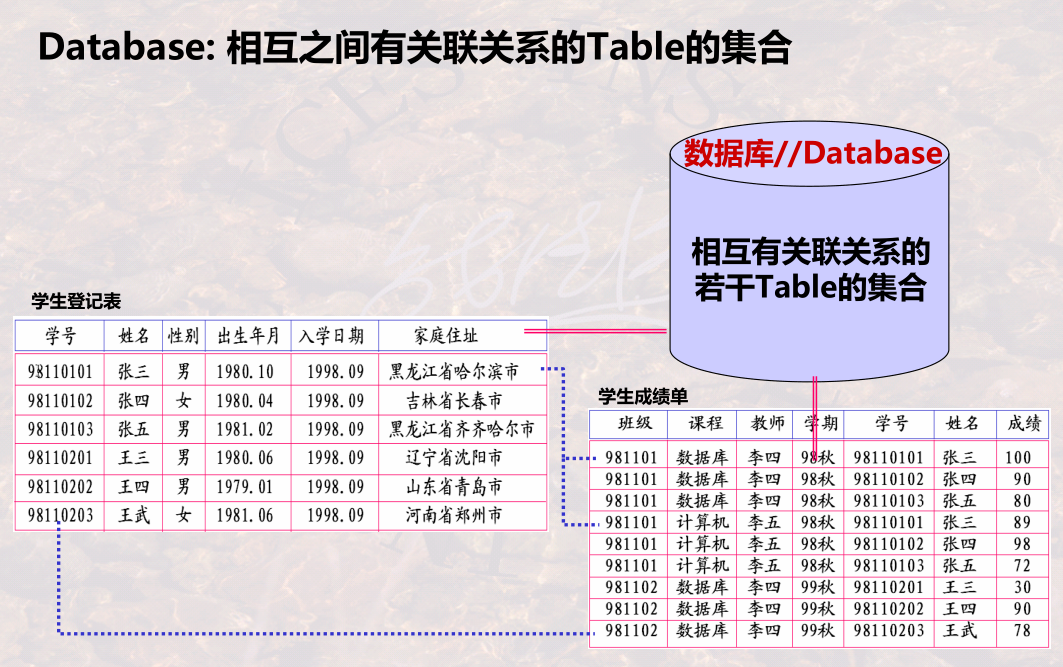 Database: 相互之间有关联关系的Table的集合
数据库//Database
相互有关联关系的
若干Table的集合
学生登记表
学号 姓名 性别 出生年月 入学日期 家庭住址
98110101 张三 男 1980.10 1998.09 黑龙江省哈尔滨市
98110102 张四 女 1980.04 1998.09 吉林省长春市
98110103 张五 男 1981.02 1998.09 黑龙江省齐齐哈尔市
98110201 王三 男 1980.06 1998.09 辽宁省沈阳市
98110202 王四 男 1979.01 1998.09 山东省青岛市
98110203 王武 女 1981.06 1998.09 河南省郑州市
学生成绩单
班级 课程 教师 学期 学号 姓名 成绩
981101 数据库 李四 98秋 98110101 张三 100
981101 数据库 李四 98秋 98110102 张四 90
981101 数据库 李四 98秋 98110103 张五 80
981101 计算机 李五 98秋 98110101 张三 89
981101 计算机 李五 98秋 98110102 张四 98
981101 计算机 李五 98秋 98110103 张五 72
981102 数据库 李四 99秋 98110201 王三 30
981102 数据库 李四 99秋 98110202 王四 90
981102 数据库 李四 99秋 98110203 王武 78